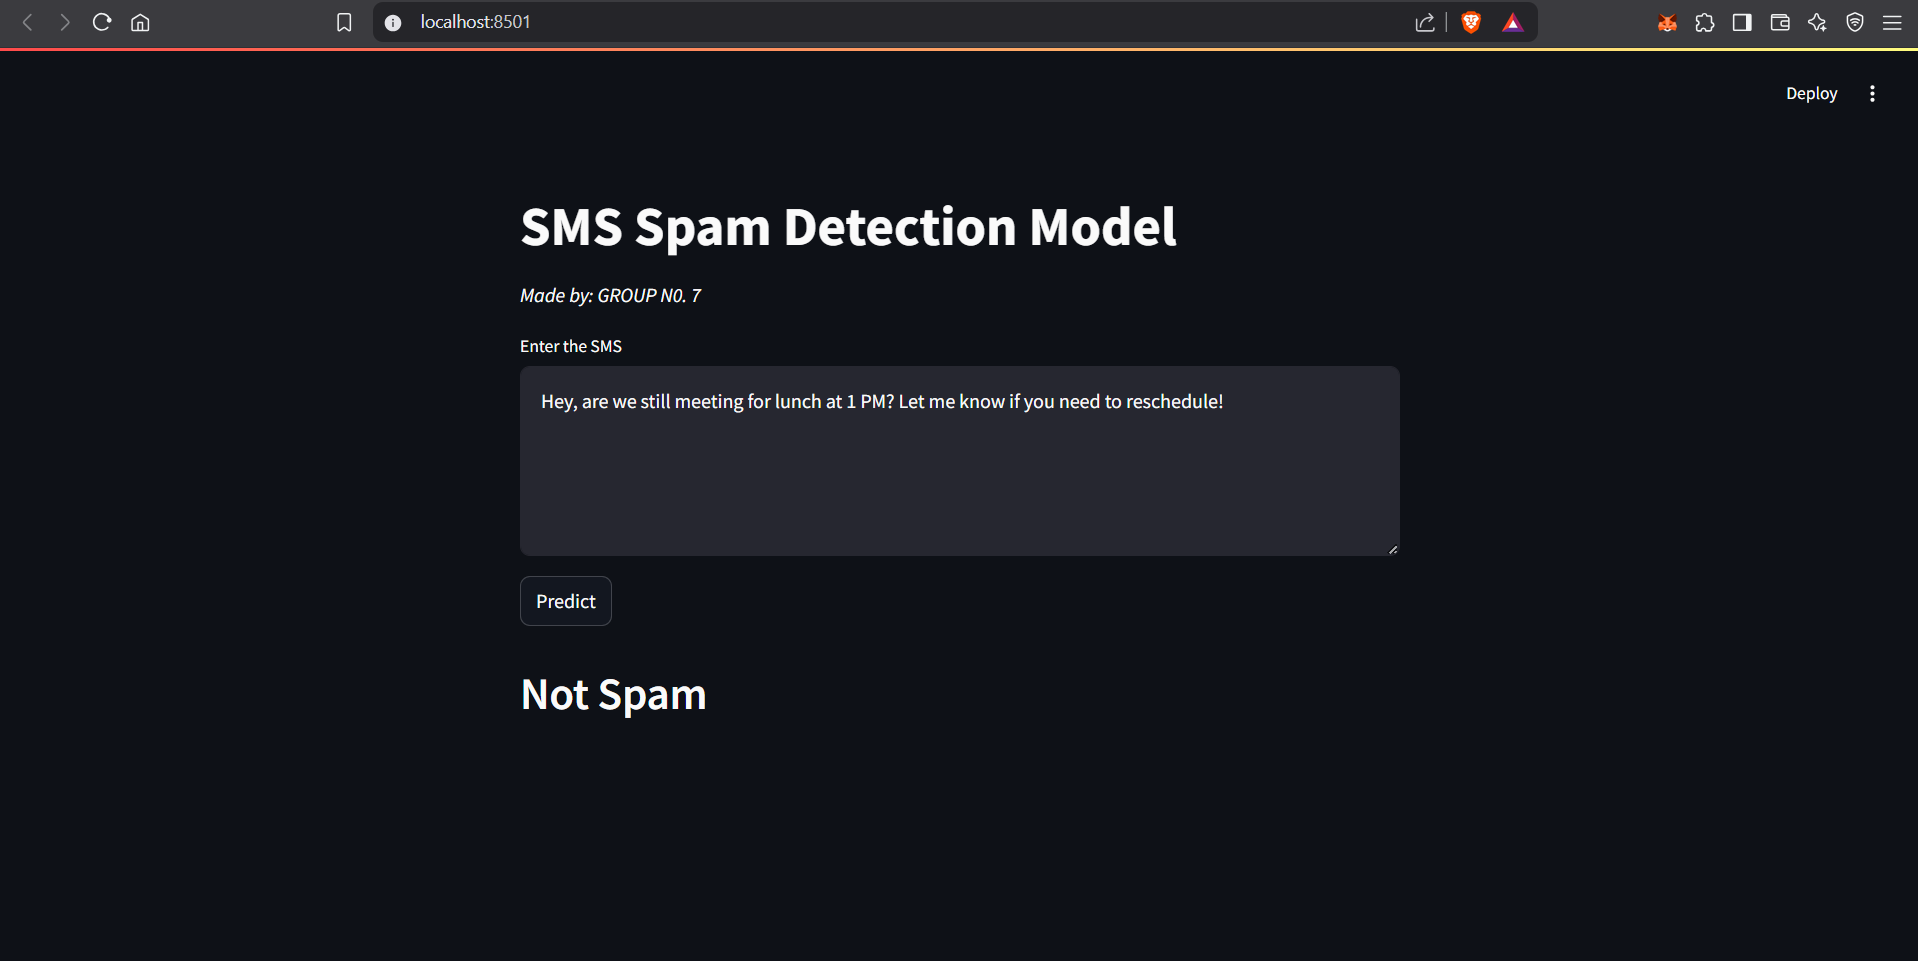 localhost:8501
Deploy
SMS Spam Detection Model
Made by: GROUP N0. 7
Enter the SMS
Hey, are we still meeting for lunch at 1 PM? Let me know if you need to reschedule!
Predict
Not Spam